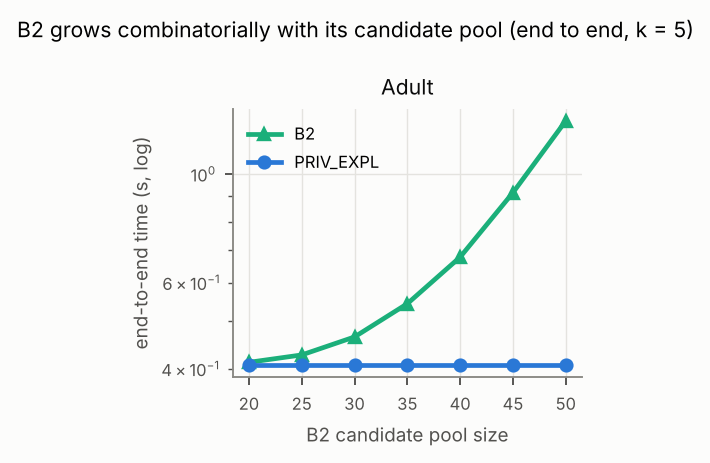 B2 grows combinatorially with its candidate pool (end to end, k = 5)
Adult
B2
PRIV_EXPL
end-to-end time (s, log)
10⁰
6 × 10⁻¹
4 × 10⁻¹
20 25 30 35 40 45 50
B2 candidate pool size